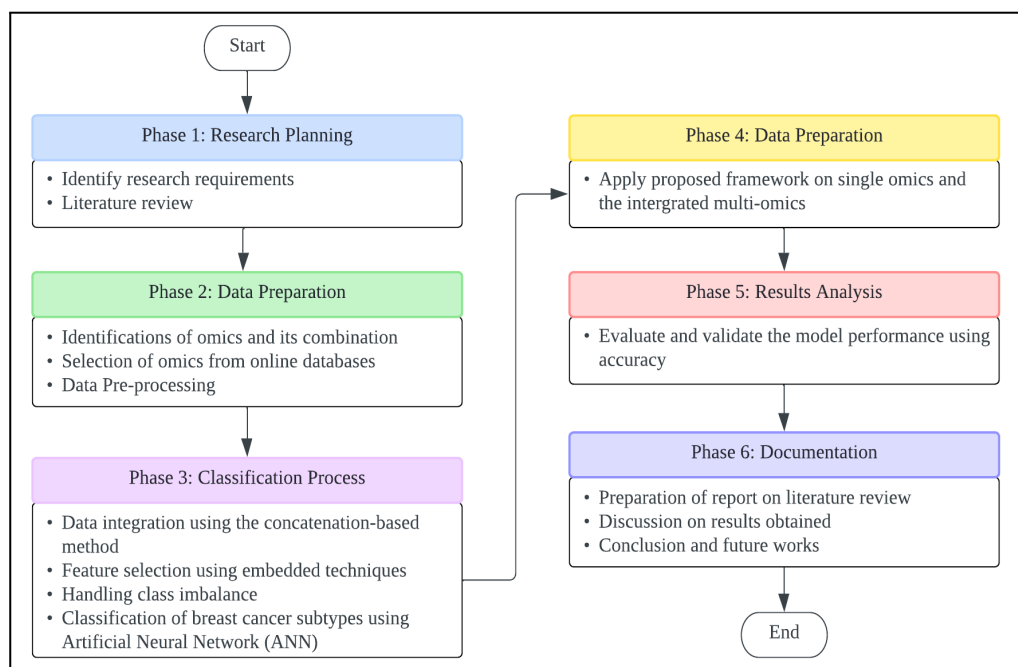 Start
Phase 1: Research Planning
• Identify research requirements
• Literature review
Phase 2: Data Preparation
• Identifications of omics and its combination
• Selection of omics from online databases
• Data Pre-processing
Phase 3: Classification Process
• Data integration using the concatenation-based
method
• Feature selection using embedded techniques
• Handling class imbalance
• Classification of breast cancer subtypes using
Artificial Neural Network (ANN)
Phase 4: Data Preparation
• Apply proposed framework on single omics and
the intergrated multi-omics
Phase 5: Results Analysis
• Evaluate and validate the model performance using
accuracy
Phase 6: Documentation
• Preparation of report on literature review
• Discussion on results obtained
• Conclusion and future works
End